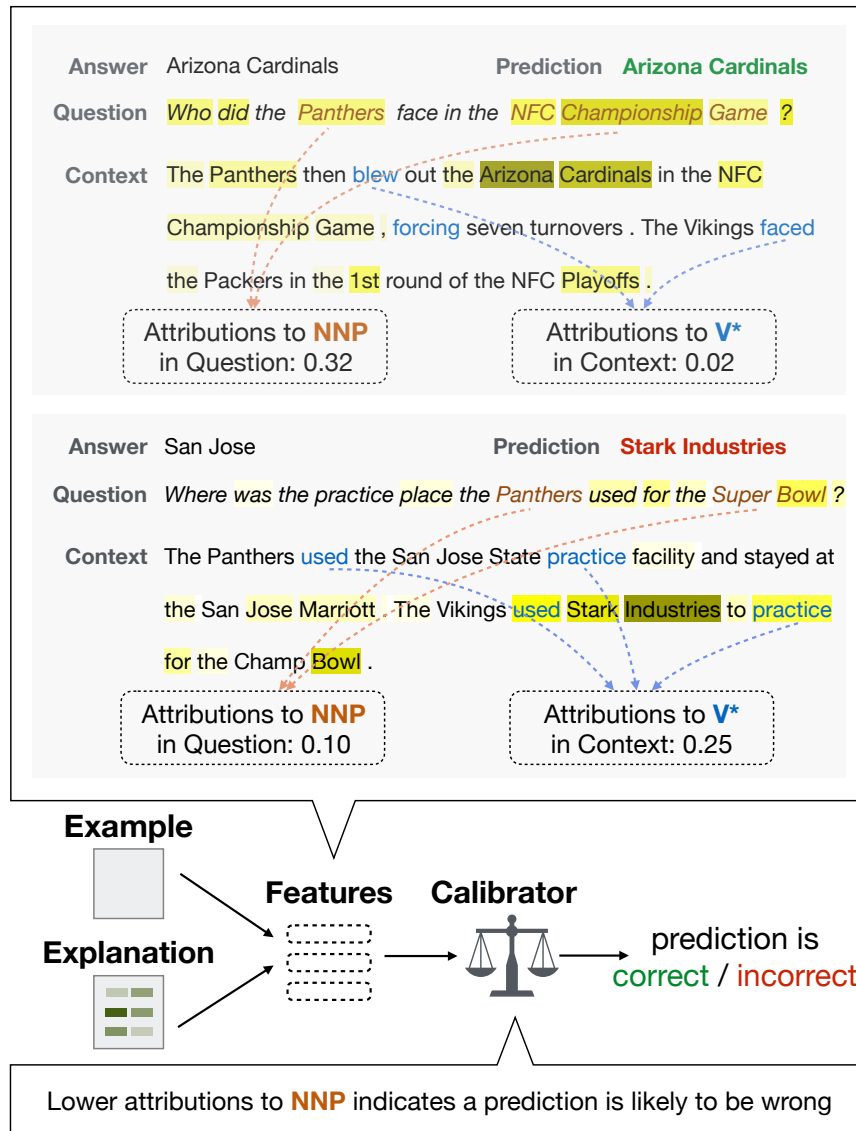 Answer Arizona Cardinals Prediction Arizona Cardinals
Question Who did the Panthers face in the NFC Championship Game ?
Context The Panthers then blew out the Arizona Cardinals in the NFC
Championship Game , forcing seven turnovers . The Vikings faced
the Packers in the 1st round of the NFC Playoffs .
Attributions to NNP
in Question: 0.32
Attributions to V*
in Context: 0.02
Answer San Jose Prediction Stark Industries
Question Where was the practice place the Panthers used for the Super Bowl ?
Context The Panthers used the San Jose State practice facility and stayed at
the San Jose Marriott . The Vikings used Stark Industries to practice
for the Champ Bowl .
Attributions to NNP
in Question: 0.10
Attributions to V*
in Context: 0.25
Example
Features
Calibrator
Explanation
prediction is
correct / incorrect
Lower attributions to NNP indicates a prediction is likely to be wrong